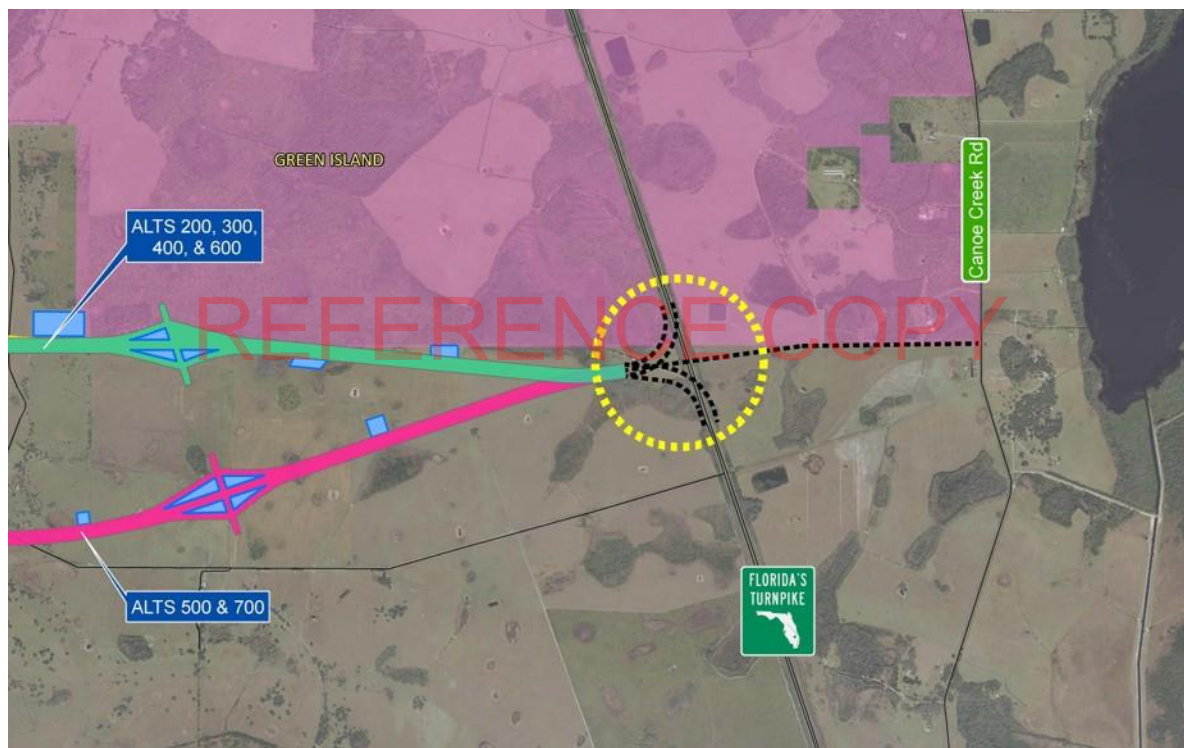 GREEN ISLAND
ALTS 200, 300,
400, & 600
Canoe Creek Rd
REFERENCE COPY
ALTS 500 & 700
FLORIDA'S
TURNPIKE